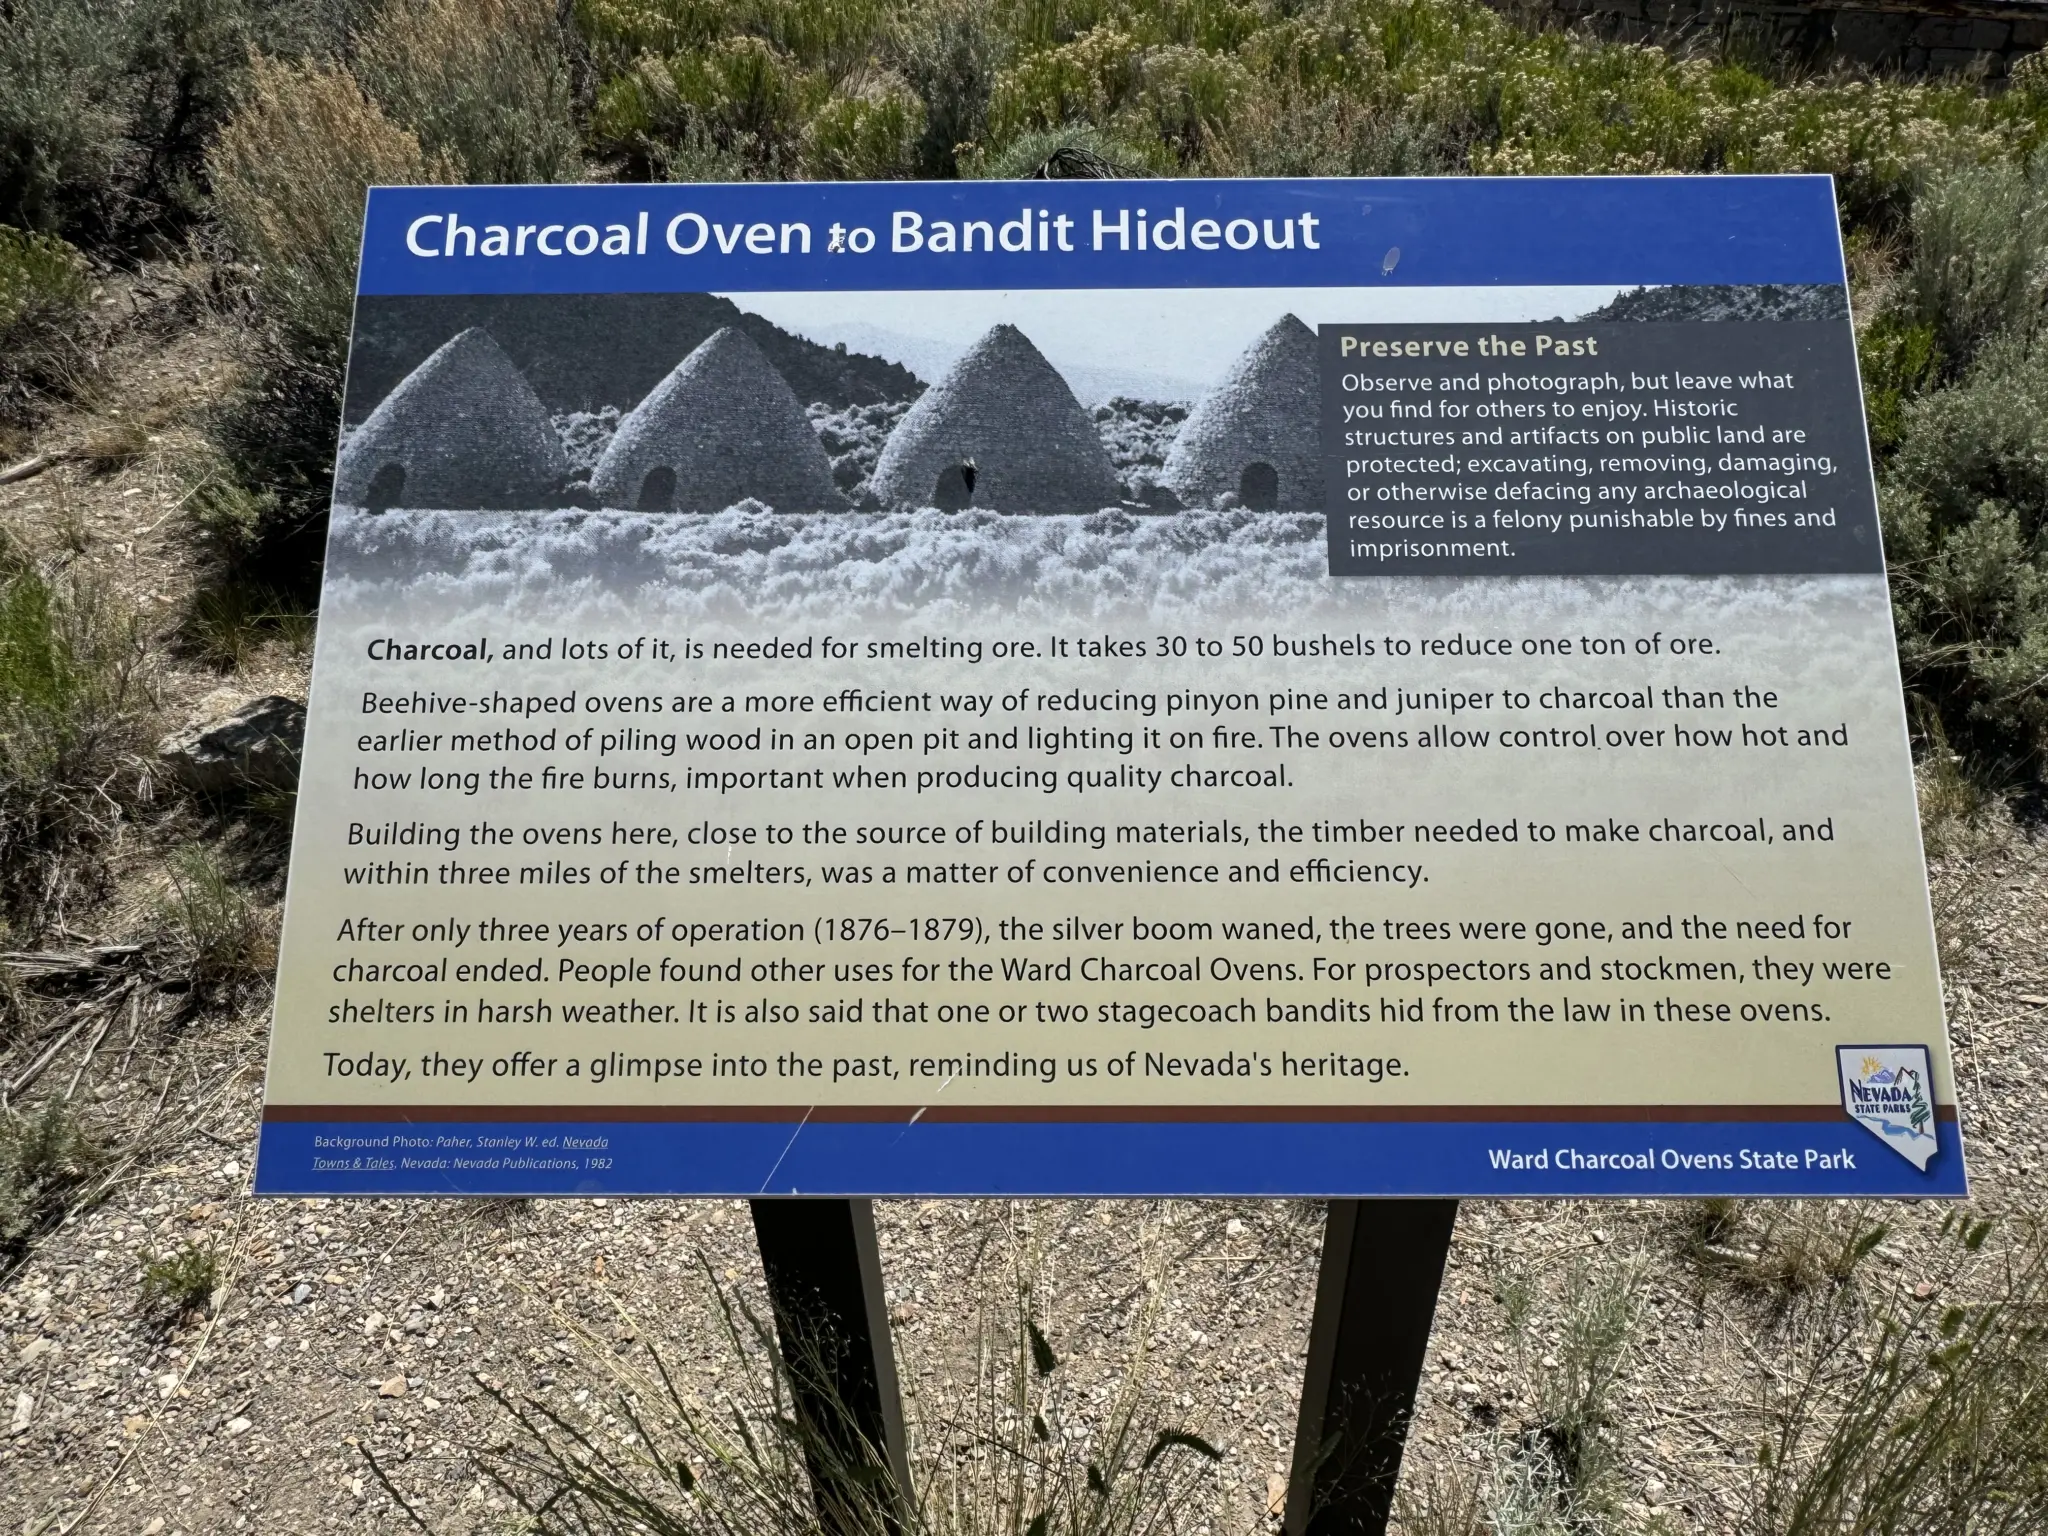 Charcoal Oven to Bandit Hideout
Preserve the Past
Observe and photograph, but leave what
you find for others to enjoy. Historic
structures and artifacts on public land are
protected; excavating, removing, damaging,
or otherwise defacing any archaeological
resource is a felony punishable by fines and
imprisonment.
Charcoal, and lots of it, is needed for smelting ore. It takes 30 to 50 bushels to reduce one ton of ore.
Beehive-shaped ovens are a more efficient way of reducing pinyon pine and juniper to charcoal than the
earlier method of piling wood in an open pit and lighting it on fire. The ovens allow control over how hot and
how long the fire burns, important when producing quality charcoal.
Building the ovens here, close to the source of building materials, the timber needed to make charcoal, and
within three miles of the smelters, was a matter of convenience and efficiency.
After only three years of operation (1876–1879), the silver boom waned, the trees were gone, and the need for
charcoal ended. People found other uses for the Ward Charcoal Ovens. For prospectors and stockmen, they were
shelters in harsh weather. It is also said that one or two stagecoach bandits hid from the law in these ovens.
Today, they offer a glimpse into the past, reminding us of Nevada's heritage.
NEVADA
STATE PARKS
Background Photo: Paher, Stanley W. ed. Nevada
Towns & Tales. Nevada: Nevada Publications, 1982
Ward Charcoal Ovens State Park